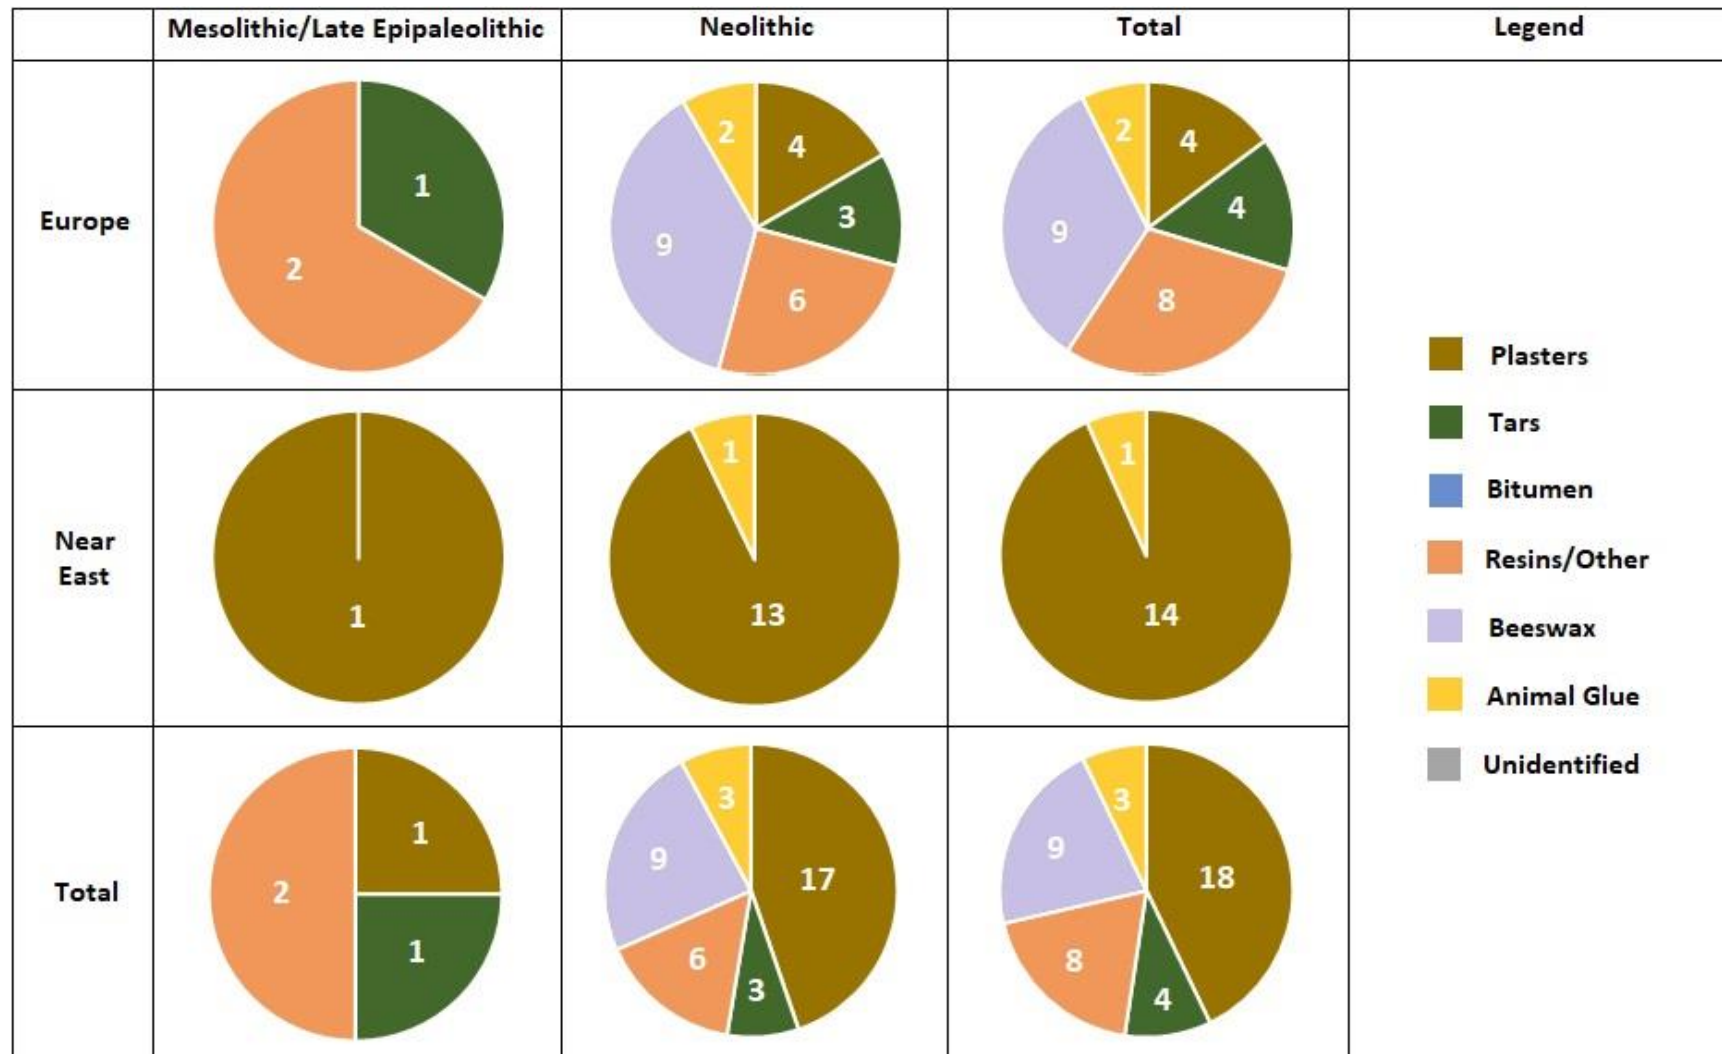 Mesolithic/Late Epipaleolithic Neolithic Total Legend
Europe
1
2
4
3
6
9
2
4
4
8
9
2
Near
East
1
1
13
1
14
Total
1
1
2
17
3
6
9
3
18
4
8
9
3
Plasters
Tars
Bitumen
Resins/Other
Beeswax
Animal Glue
Unidentified